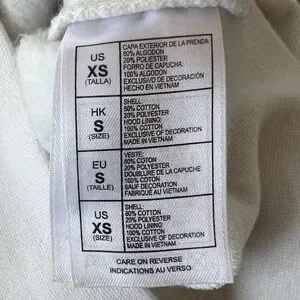 US
XS
(TALLA)
CAPA EXTERIOR DE LA PRENDA
80% ALGODON
20% POLIESTER
FORRO DE CAPUCHA:
100% ALGODON
EXCLUSIVO DE DECORACIÓN
HECHO EN VIETNAM
HK
S
(SIZE)
SHELL:
80% COTTON
20% POLYESTER
HOOD LINING:
100% COTTON
EXCLUSIVE OF DECORATION
MADE IN VIETNAM
EU
S
(TAILLE)
VESTE:
80% COTON
20% POLYESTER
DOUBLURE DE LA CAPUCHE
100% COTON
SAUF DECORATION
FABRIQUÉ AU VIETNAM
US
XS
(SIZE)
SHELL:
80% COTTON
20% POLYESTER
HOOD LINING:
100% COTTON
EXCLUSIVE OF DECORATION
MADE IN VIETNAM
CARE ON REVERSE
INDICATIONS AU VERSO